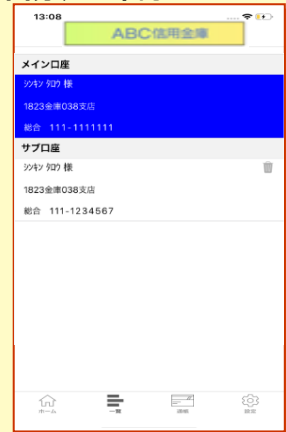 13:08
ABC信用金庫
メイン口座
シンキン タロウ 様
1823金庫038支店
総合 111-1111111
サブ口座
シンキン タロウ 様
1823金庫038支店
総合 111-1234567
ホーム 一覧 通帳 設定